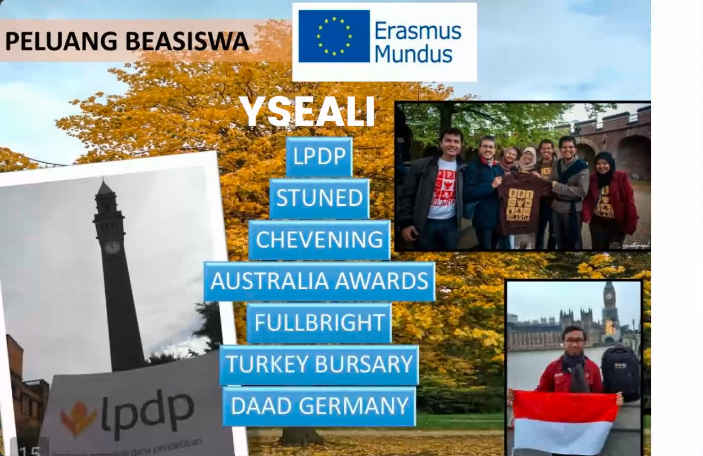 PELUANG BEASISWA
Erasmus
Mundus
YSEALI
LPDP
STUNED
CHEVENING
AUSTRALIA AWARDS
FULLBRIGHT
TURKEY BURSARY
DAAD GERMANY
lpdp
15